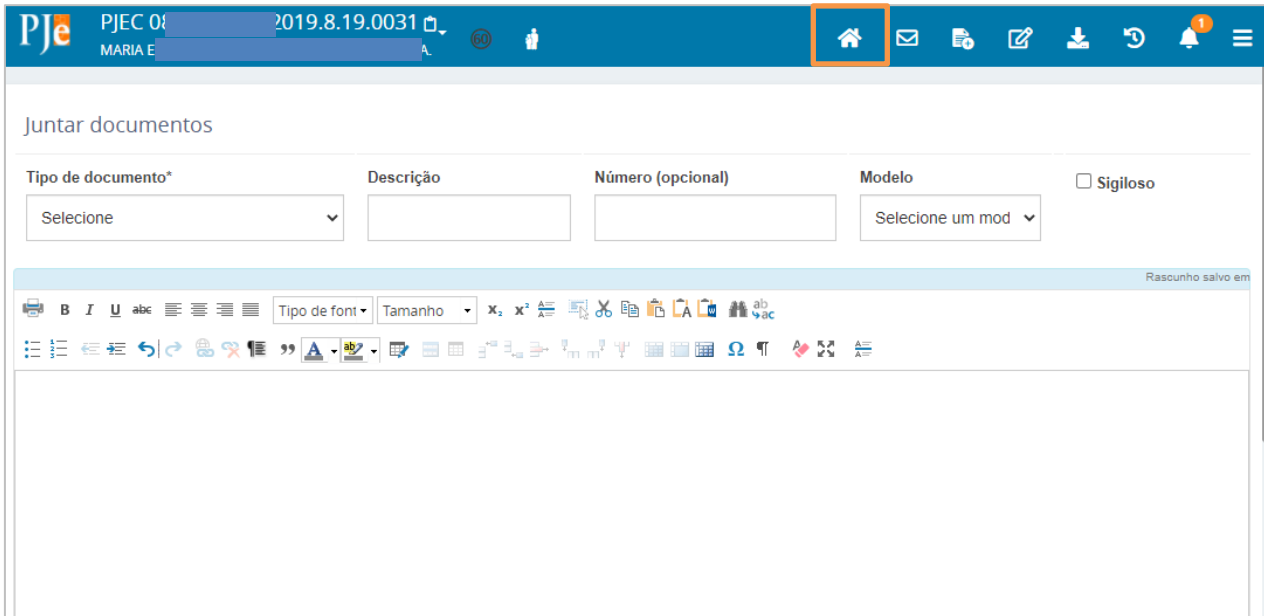 PJe PJEC 08 2019.8.19.0031
MARIA E A.
60
1
Juntar documentos
Tipo de documento* Descrição Número (opcional) Modelo Sigiloso
Selecione Selecione um mod
Rascunho salvo em
B I U abc Tipo de font Tamanho x₂ x² ab ac
A ab Ω ¶